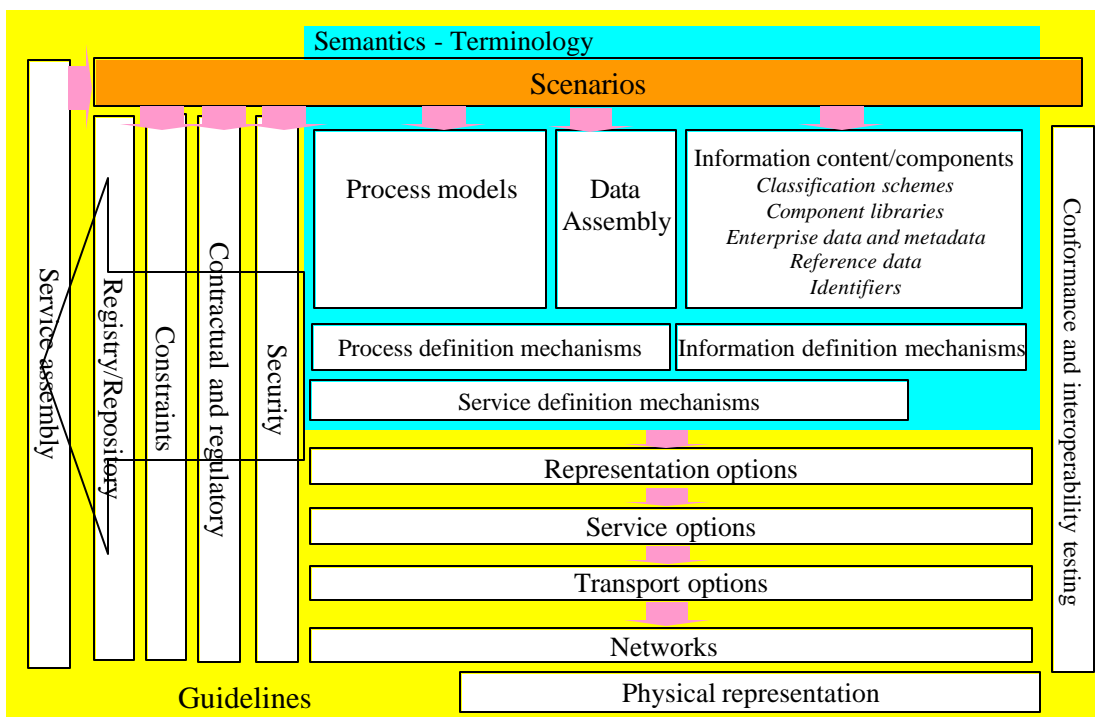 Semantics - Terminology
Scenarios
Service assembly
Registry/Repository
Constraints
Contractual and regulatory
Security
Process models
Data
Assembly
Information content/components
Classification schemes
Component libraries
Enterprise data and metadata
Reference data
Identifiers
Conformance and interoperability testing
Process definition mechanisms
Information definition mechanisms
Service definition mechanisms
Representation options
Service options
Transport options
Networks
Guidelines
Physical representation